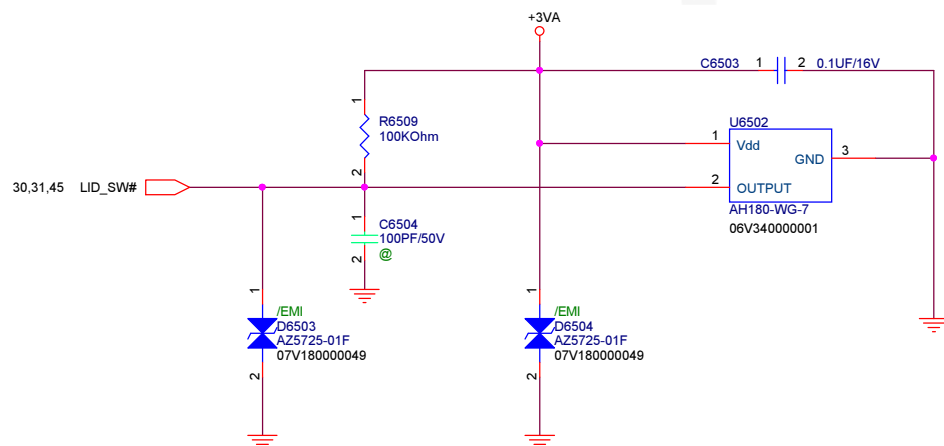 +3VA
C6503 1 2 0.1UF/16V
1
R6509
100KOhm
2
U6502
1 Vdd
GND 3
2 OUTPUT
AH180-WG-7
06V340000001
30,31,45 LID_SW#
1
C6504
100PF/50V
2 @
1
/EMI
D6503
AZ5725-01F
07V180000049
2
1
/EMI
D6504
AZ5725-01F
07V180000049
2